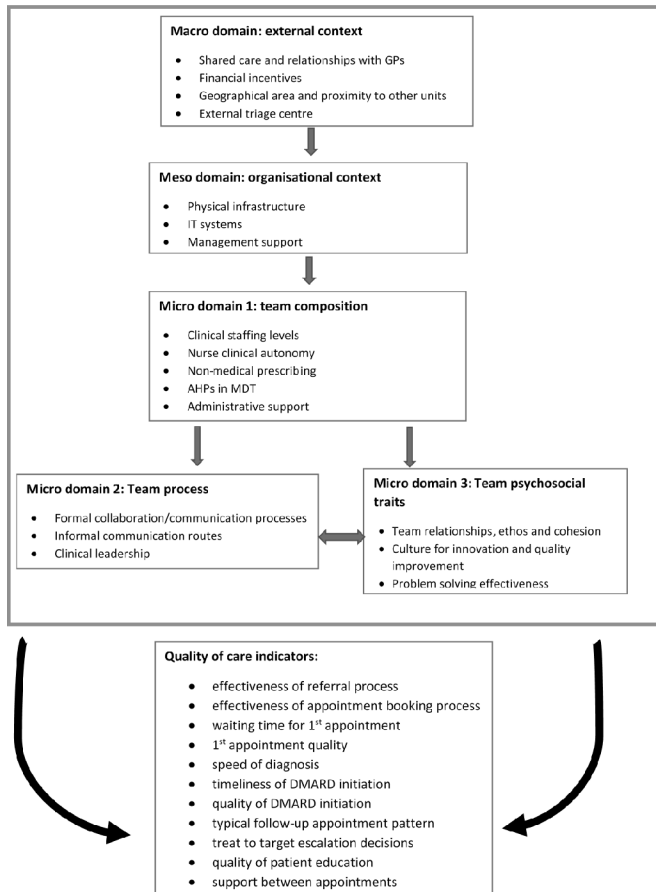 Macro domain: external context
• Shared care and relationships with GPs
• Financial incentives
• Geographical area and proximity to other units
• External triage centre
Meso domain: organisational context
• Physical infrastructure
• IT systems
• Management support
Micro domain 1: team composition
• Clinical staffing levels
• Nurse clinical autonomy
• Non-medical prescribing
• AHPs in MDT
• Administrative support
Micro domain 2: Team process
• Formal collaboration/communication processes
• Informal communication routes
• Clinical leadership
Micro domain 3: Team psychosocial
traits
• Team relationships, ethos and cohesion
• Culture for innovation and quality
improvement
• Problem solving effectiveness
Quality of care indicators:
• effectiveness of referral process
• effectiveness of appointment booking process
• waiting time for 1st appointment
• 1st appointment quality
• speed of diagnosis
• timeliness of DMARD initiation
• quality of DMARD initiation
• typical follow-up appointment pattern
• treat to target escalation decisions
• quality of patient education
• support between appointments